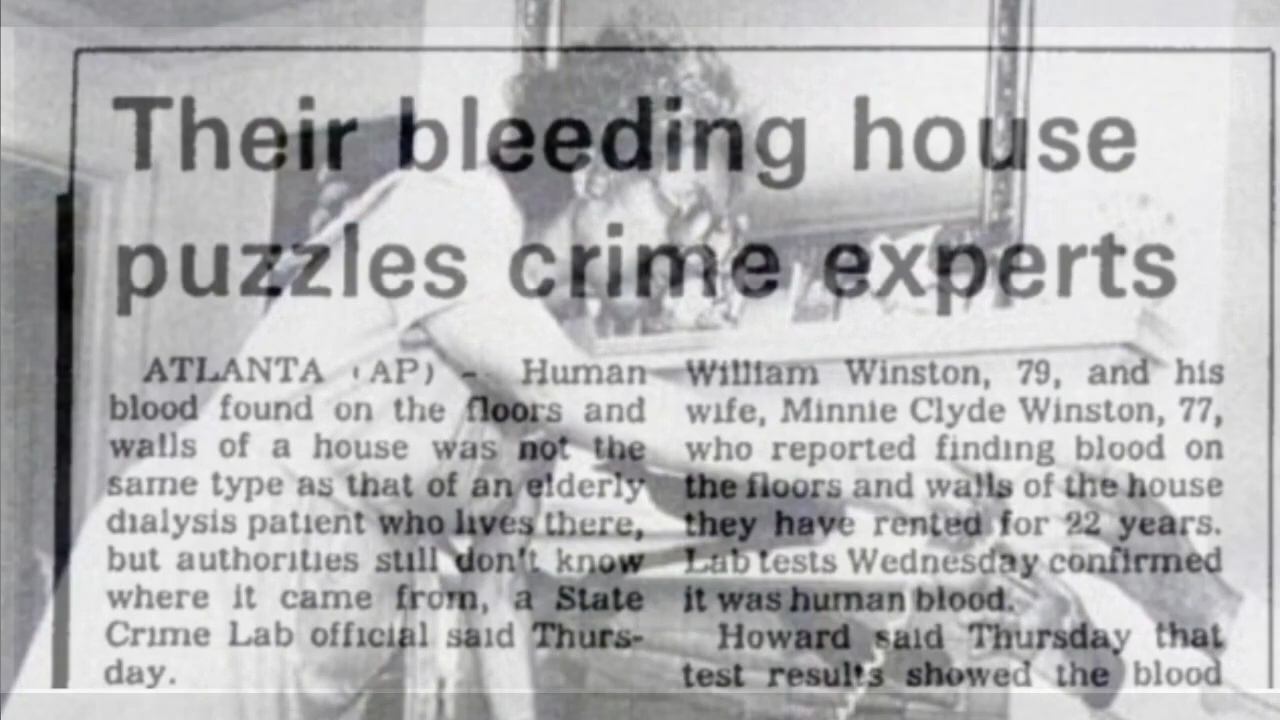 Their bleeding house
puzzles crime experts
ATLANTA (AP) - Human
blood found on the floors and
walls of a house was not the
same type as that of an elderly
dialysis patient who lives there,
but authorities still don't know
where it came from, a State
Crime Lab official said Thurs-
day.
William Winston, 79, and his
wife, Minnie Clyde Winston, 77,
who reported finding blood on
the floors and walls of the house
they have rented for 22 years.
Lab tests Wednesday confirmed
it was human blood.
Howard said Thursday that
test results showed the blood